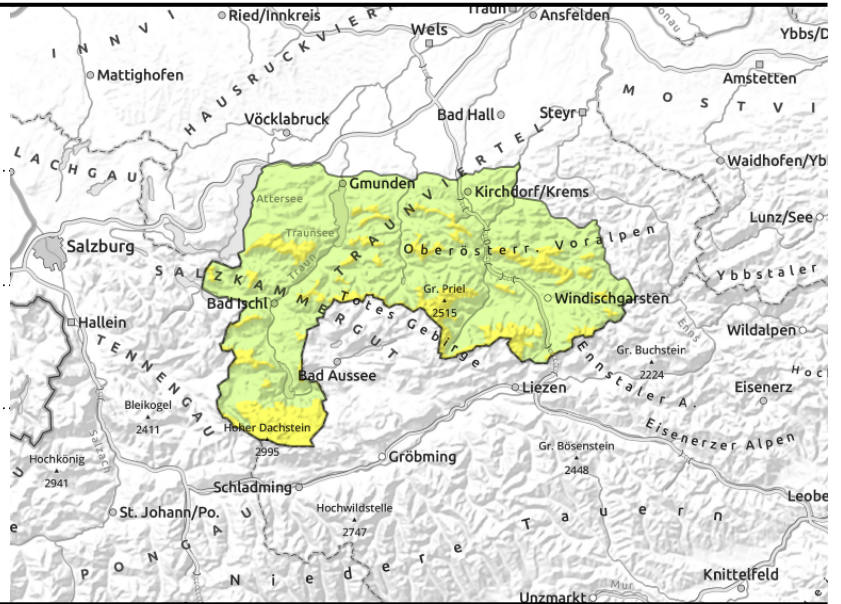 Ried/Innkreis
Traun
Ansfelden
Donau
Wels
Ybbs/D
INNVI
HAUSRUCKVIERT
Mattighofen
Amstetten
MOSTVI
Vöcklabruck
Bad Hall
Steyr
LACHGAU
Waidhofen/Ybb
Gmunden
Kirchdorf/Krems
Attersee
TRAUNVIERTEL
Lunz/See
Traunsee
Salzburg
Oberösterr. Voralpen
SALZKAMMERGUT
Traun
Ybbstaler
Gr. Priel
2515
Bad Ischl
Windischgarsten
Totes Gebirge
Hallein
Enns
Wildalpen
TENNENGAU
Gr. Buchstein
2224
Hoc
Bad Aussee
Ennstaler A.
Liezen
Eisenerz
Bleikogel
2411
Salzach
Hoher Dachstein
2995
Eisenerzer Alpen
Hochkönig
2941
Gröbming
Gr. Bösenstein
2448
Schladming
Leobe
St. Johann/Po.
Hochwildstelle
2747
PONGAU
Niedere Tauern
Knittelfeld
Mur
Unzmarkt